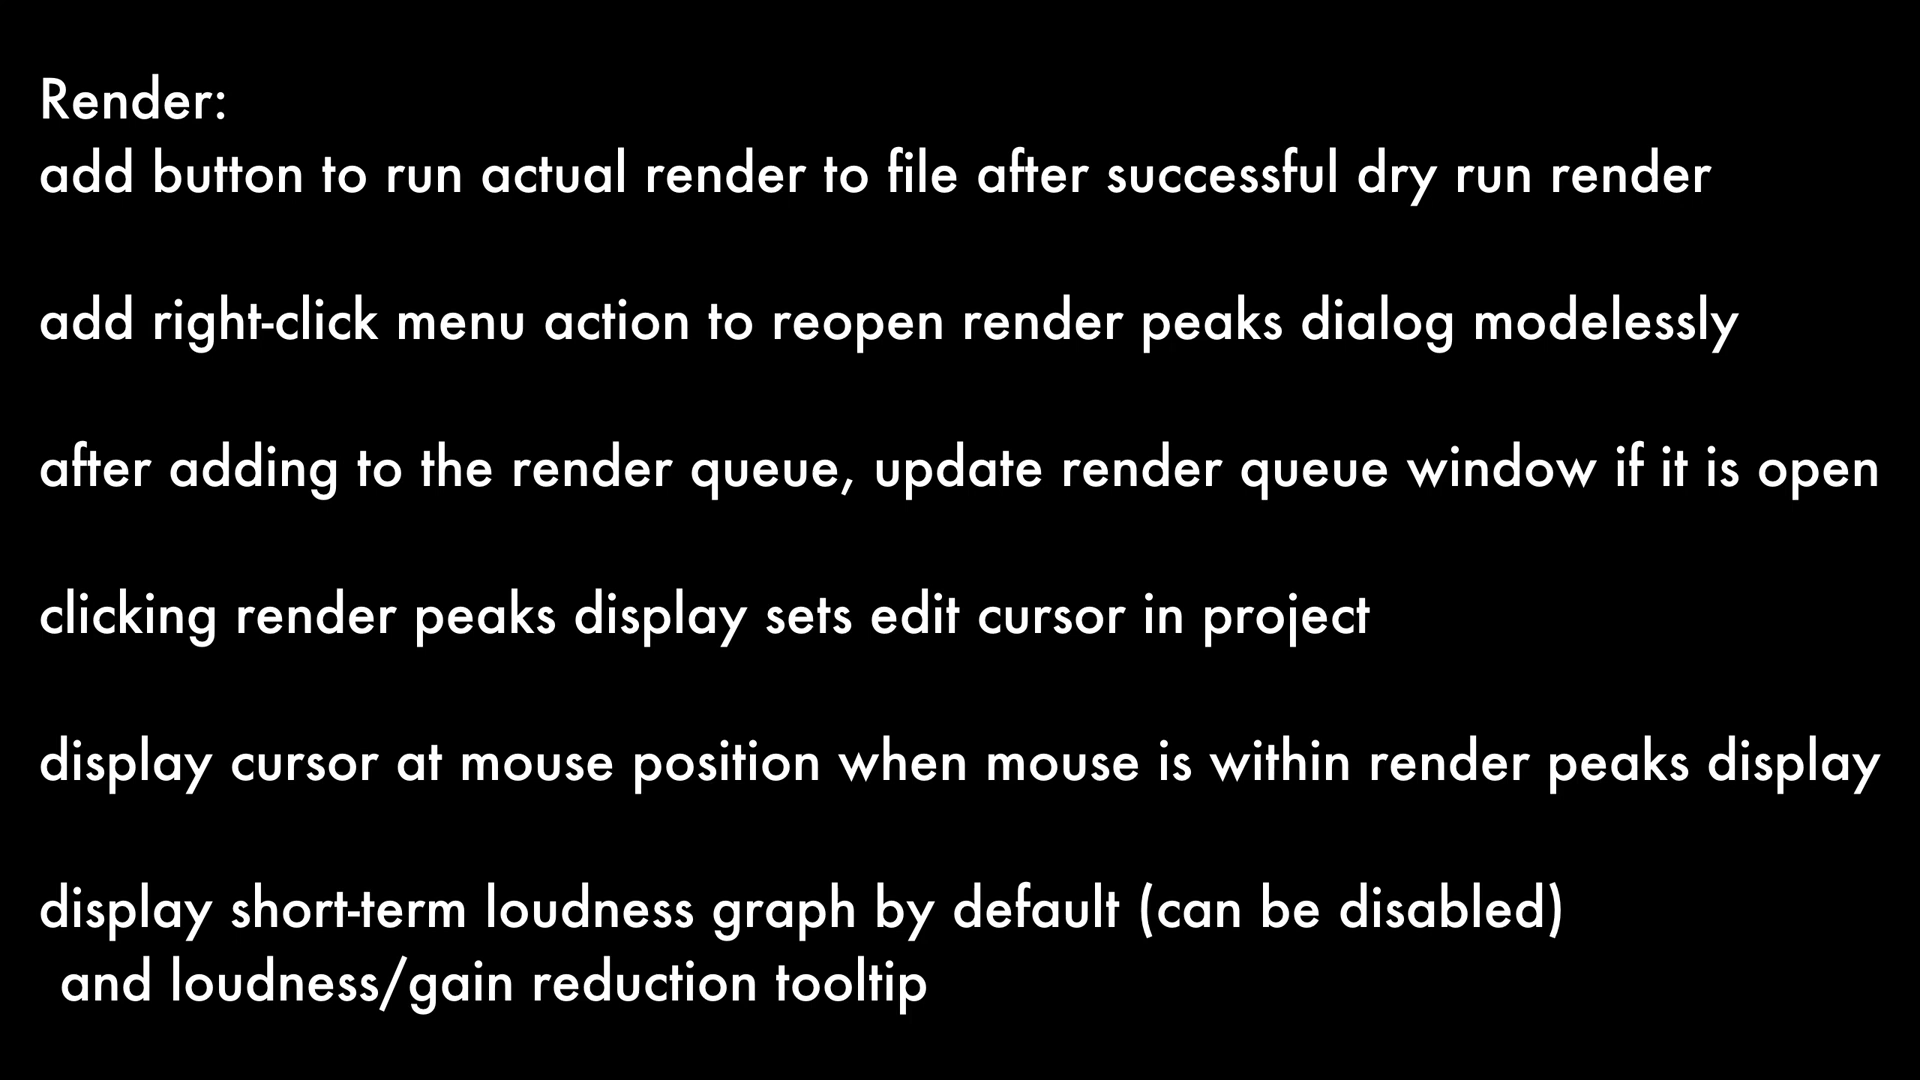 Render:
add button to run actual render to file after successful dry run render
add right-click menu action to reopen render peaks dialog modelessly
after adding to the render queue, update render queue window if it is open
clicking render peaks display sets edit cursor in project
display cursor at mouse position when mouse is within render peaks display
display short-term loudness graph by default (can be disabled)
and loudness/gain reduction tooltip